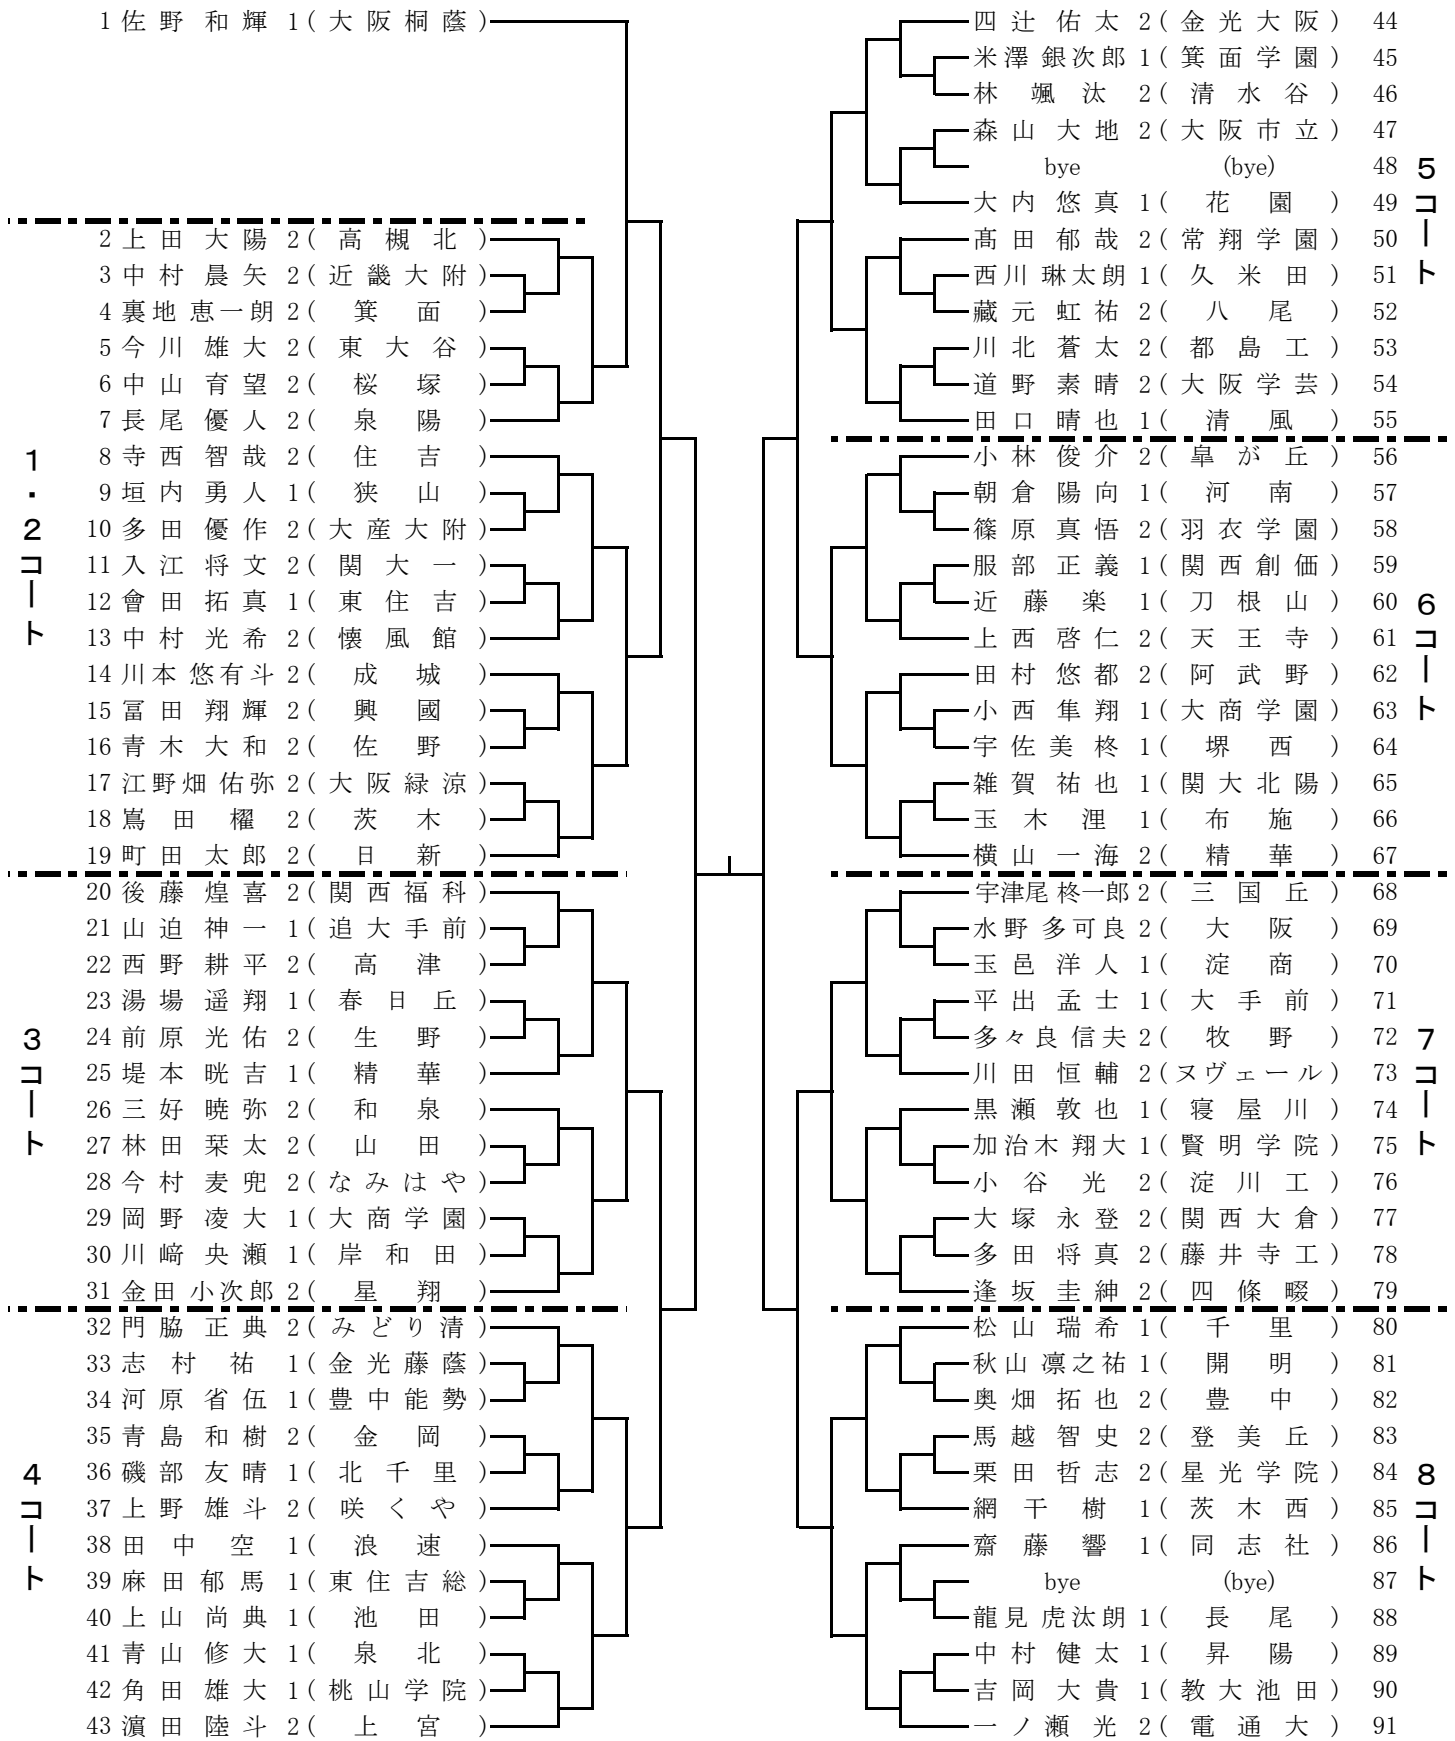 1 佐野和輝 1(大阪桐蔭)
2 上田大陽 2(高槻北)
3 中村晨矢 2(近畿大附)
4 裏地恵一朗 2(箕面)
5 今川雄大 2(東大谷)
6 中山育望 2(桜塚)
7 長尾優人 2(泉陽)
8 寺西智哉 2(住吉)
9 垣内勇人 1(狭山)
10 多田優作 2(大産大附)
11 入江将文 2(関大一)
12 會田拓真 1(東住吉)
13 中村光希 2(懐風館)
14 川本悠有斗 2(成城)
15 冨田翔輝 2(興國)
16 青木大和 2(佐野)
17 江野畑佑弥 2(大阪緑涼)
18 嶌田櫂 2(茨木)
19 町田太郎 2(日新)
1・2コート
20 後藤煌喜 2(関西福科)
21 山迫神一 1(追大手前)
22 西野耕平 2(高津)
23 湯場遥翔 1(春日丘)
24 前原光佑 2(生野)
25 堤本晄吉 1(精華)
26 三好暁弥 2(和泉)
27 林田栞太 2(山田)
28 今村麦兜 2(なみはや)
29 岡野凌大 1(大商学園)
30 川﨑央瀬 1(岸和田)
31 金田小次郎 2(星翔)
3コート
32 門脇正典 2(みどり清)
33 志村祐 1(金光藤蔭)
34 河原省伍 1(豊中能勢)
35 青島和樹 2(金岡)
36 磯部友晴 1(北千里)
37 上野雄斗 2(咲くや)
38 田中空 1(浪速)
39 麻田郁馬 1(東住吉総)
40 上山尚典 1(池田)
41 青山修大 1(泉北)
42 角田雄大 1(桃山学院)
43 濵田陸斗 2(上宮)
4コート
四辻佑太 2(金光大阪) 44
米澤銀次郎 1(箕面学園) 45
林颯汰 2(清水谷) 46
森山大地 2(大阪市立) 47
bye (bye) 48
大内悠真 1(花園) 49
髙田郁哉 2(常翔学園) 50
西川琳太朗 1(久米田) 51
藏元虹祐 2(八尾) 52
川北蒼太 2(都島工) 53
道野素晴 2(大阪学芸) 54
田口晴也 1(清風) 55
5コート
小林俊介 2(皐が丘) 56
朝倉陽向 1(河南) 57
篠原真悟 2(羽衣学園) 58
服部正義 1(関西創価) 59
近藤楽 1(刀根山) 60
上西啓仁 2(天王寺) 61
田村悠都 2(阿武野) 62
小西隼翔 1(大商学園) 63
宇佐美柊 1(堺西) 64
雑賀祐也 1(関大北陽) 65
玉木浬 1(布施) 66
横山一海 2(精華) 67
6コート
宇津尾柊一郎 2(三国丘) 68
水野多可良 2(大阪) 69
玉邑洋人 1(淀商) 70
平出孟士 1(大手前) 71
多々良信夫 2(牧野) 72
川田恒輔 2(ヌヴェール) 73
黒瀬敦也 1(寝屋川) 74
加治木翔大 1(賢明学院) 75
小谷光 2(淀川工) 76
大塚永登 2(関西大倉) 77
多田将真 2(藤井寺工) 78
逢坂圭紳 2(四條畷) 79
7コート
松山瑞希 1(千里) 80
秋山凛之祐 1(開明) 81
奥畑拓也 2(豊中) 82
馬越智史 2(登美丘) 83
栗田哲志 2(星光学院) 84
網干樹 1(茨木西) 85
齋藤響 1(同志社) 86
bye (bye) 87
龍見虎汰朗 1(長尾) 88
中村健太 1(昇陽) 89
吉岡大貴 1(教大池田) 90
一ノ瀬光 2(電通大) 91
8コート